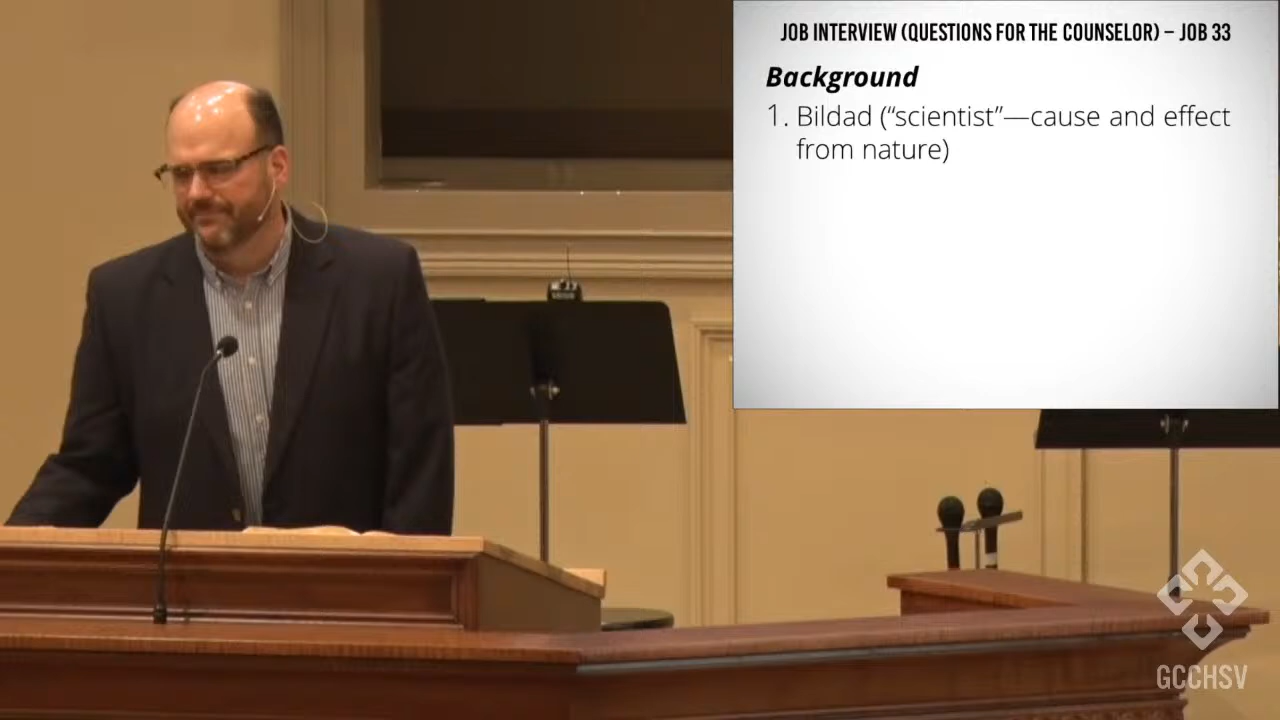 JOB INTERVIEW (QUESTIONS FOR THE COUNSELOR) – JOB 33
Background
1. Bildad (“scientist”—cause and effect
from nature)
GCCHSV